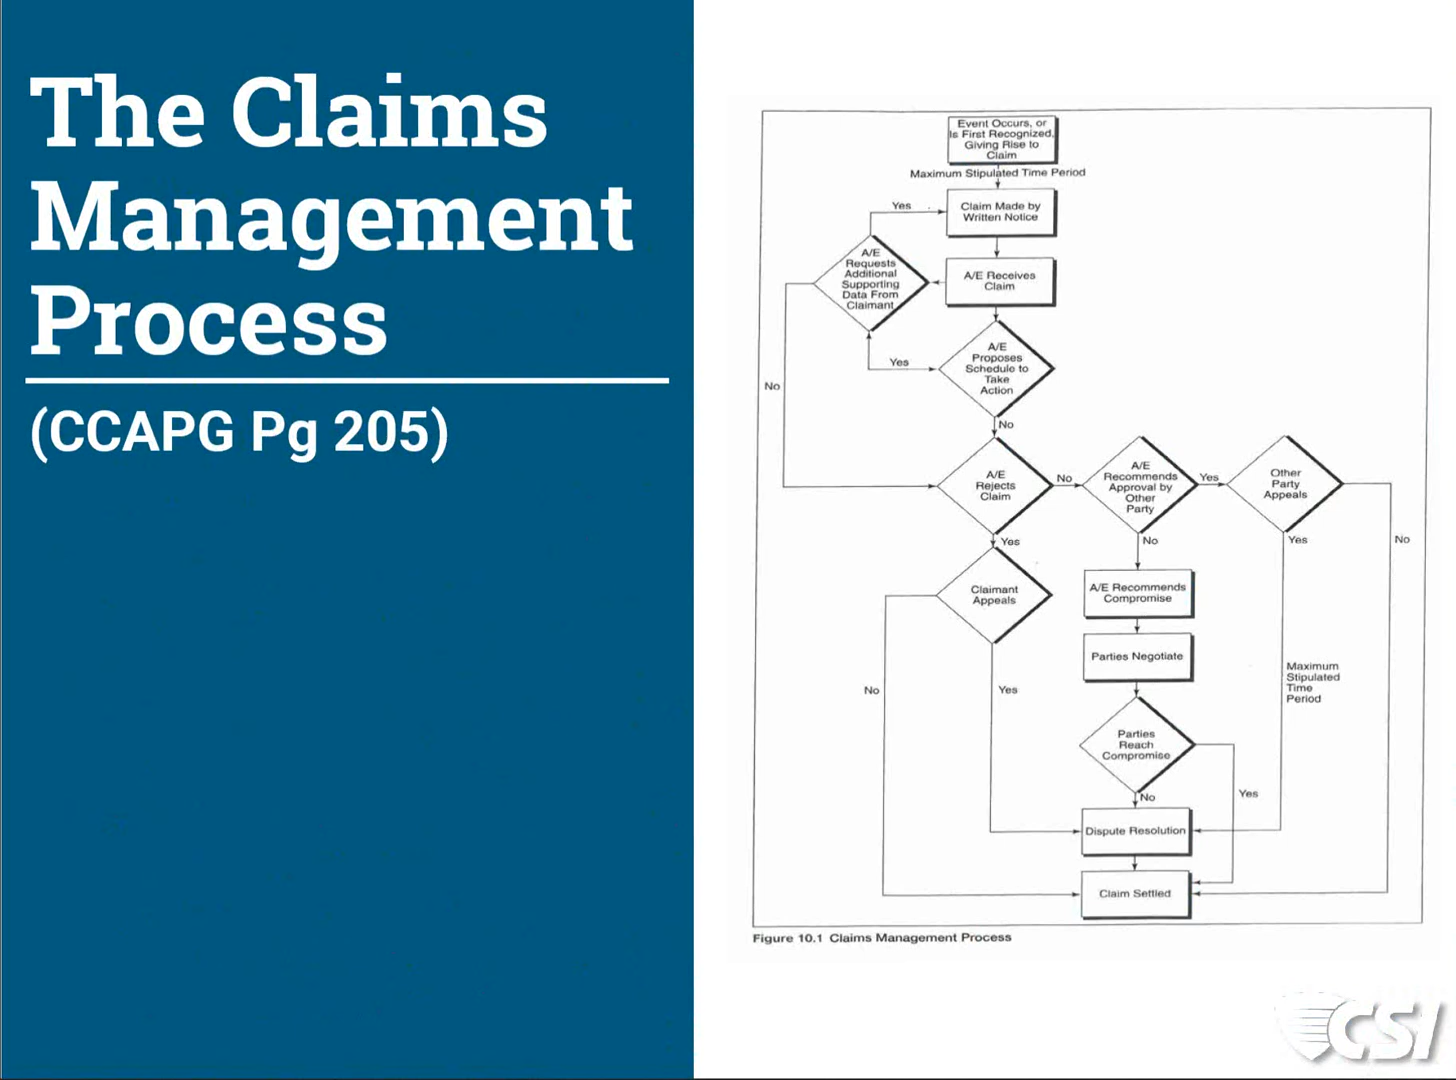 The Claims
Management
Process
(CCAPG Pg 205)
Event Occurs, or
Is First Recognized,
Giving Rise to
Claim
Maximum Stipulated Time Period
Yes
Claim Made by
Written Notice
A/E
Requests
Additional
Supporting
Data From
Claimant
A/E Receives
Claim
Yes
A/E
Proposes
Schedule to
Take
Action
No
No
A/E
Rejects
Claim
No
A/E
Recommends
Approval by
Other
Party
Yes
Other
Party
Appeals
Yes
No
Yes
No
Claimant
Appeals
A/E Recommends
Compromise
Parties Negotiate
Maximum
Stipulated
Time
Period
No
Yes
Parties
Reach
Compromise
No
Yes
Dispute Resolution
Claim Settled
Figure 10.1 Claims Management Process
CSI